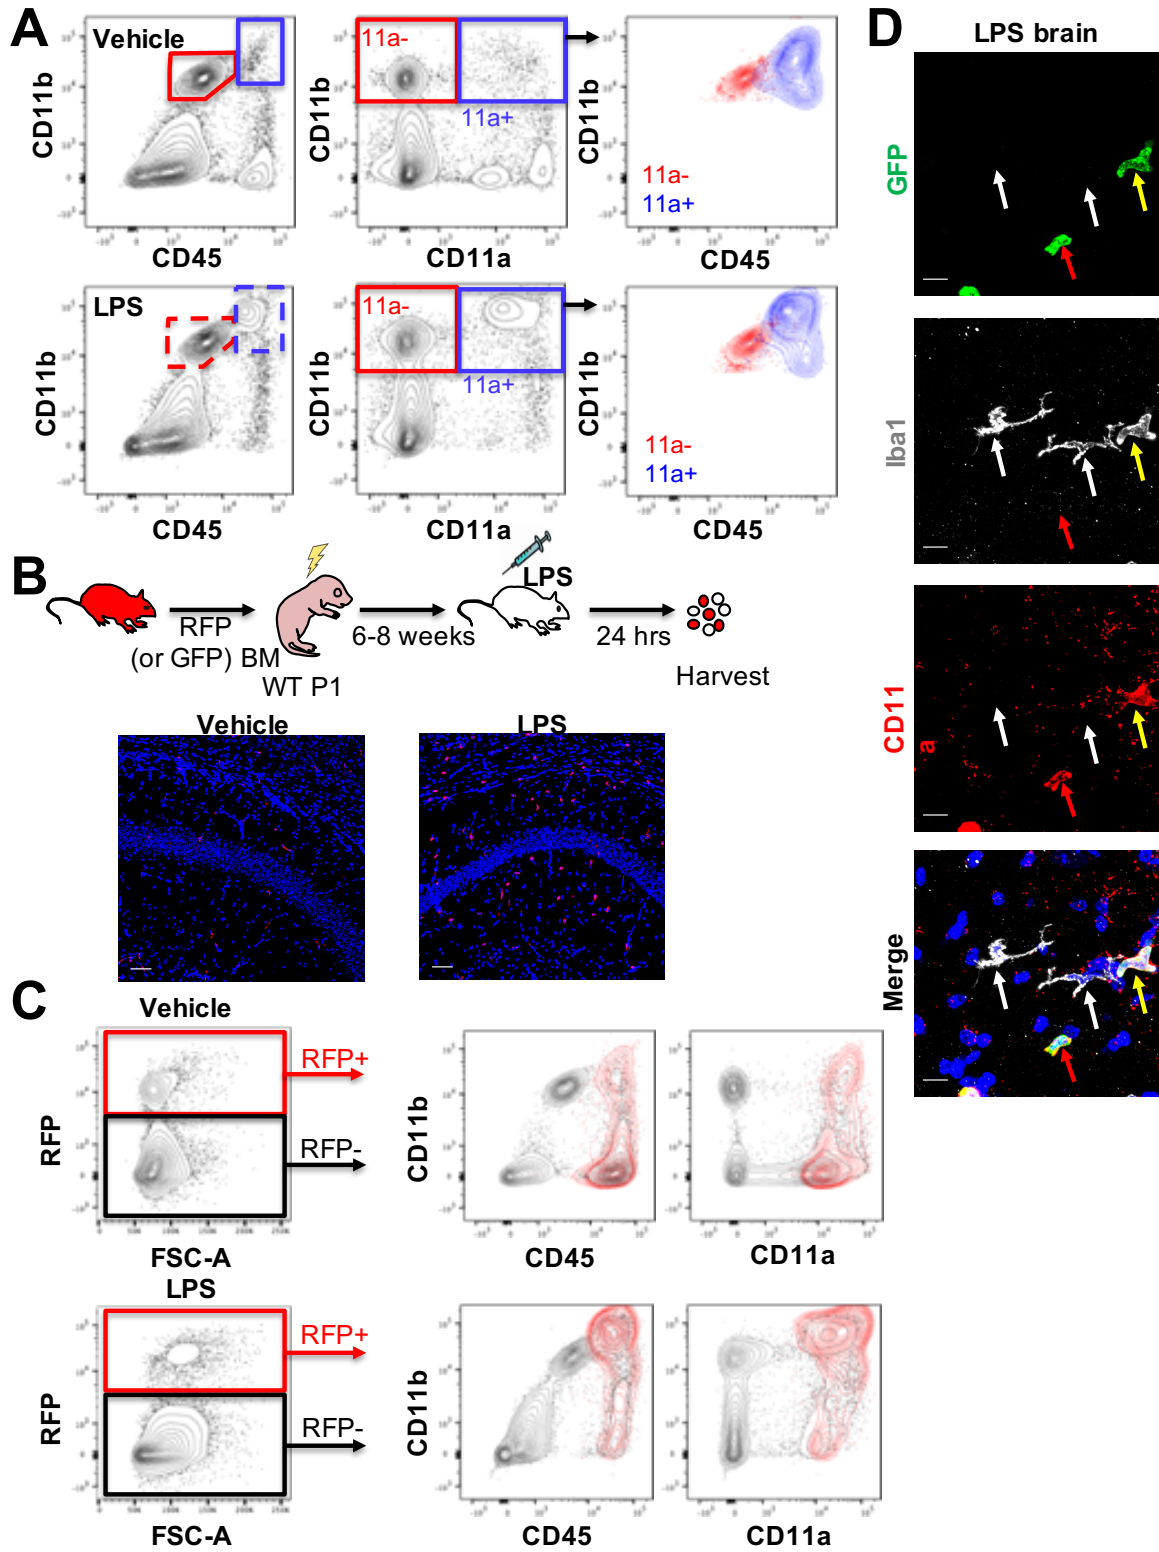 A
Vehicle
CD11b
CD45
11a-
11a+
CD11b
CD11a
CD11b
11a-
11a+
CD45
LPS
CD11b
CD45
11a-
11a+
CD11b
CD11a
CD11b
11a-
11a+
CD45
B
RFP
(or GFP) BM
WT P1
6-8 weeks
LPS
24 hrs
Harvest
Vehicle
LPS
C
Vehicle
RFP
FSC-A
RFP+
RFP-
CD11b
CD45
CD11a
LPS
RFP
FSC-A
RFP+
RFP-
CD11b
CD45
CD11a
D
LPS brain
GFP
Iba1
CD11
a
Merge